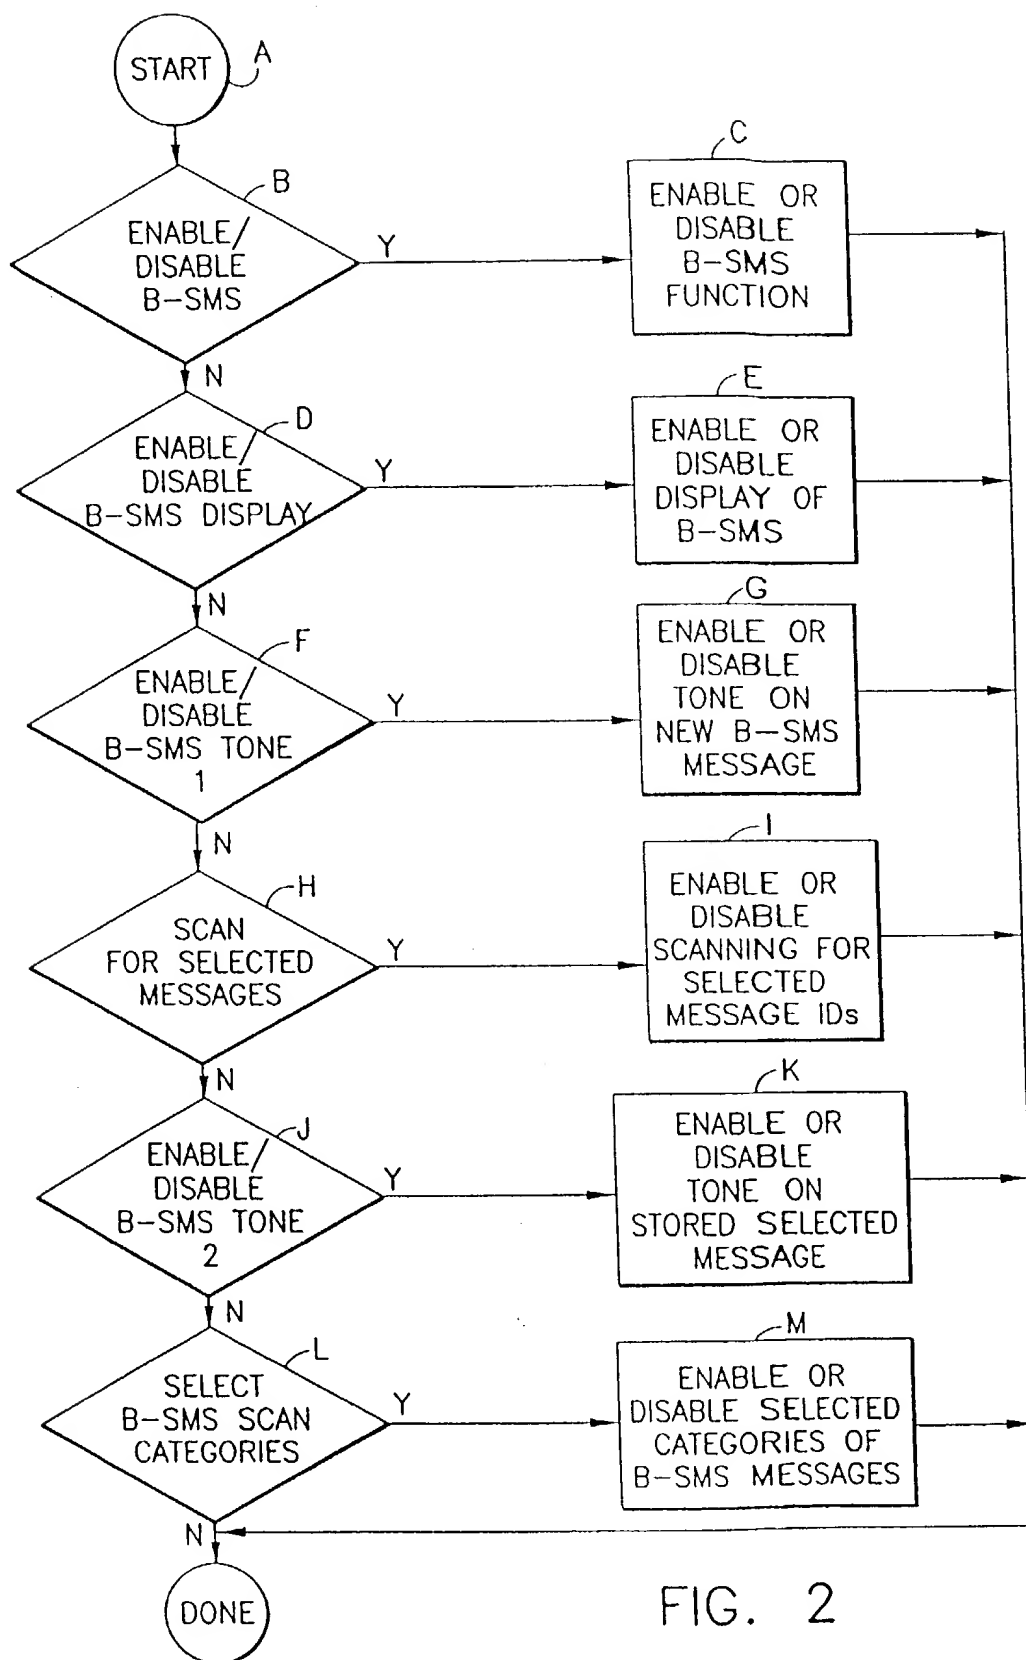 START
A
B
ENABLE/
DISABLE
B-SMS
Y
C
ENABLE OR
DISABLE
B-SMS
FUNCTION
N
D
ENABLE/
DISABLE
B-SMS DISPLAY
Y
E
ENABLE OR
DISABLE
DISPLAY OF
B-SMS
N
F
ENABLE/
DISABLE
B-SMS TONE
1
Y
G
ENABLE OR
DISABLE
TONE ON
NEW B-SMS
MESSAGE
N
H
SCAN
FOR SELECTED
MESSAGES
Y
I
ENABLE OR
DISABLE
SCANNING FOR
SELECTED
MESSAGE IDs
N
J
ENABLE/
DISABLE
B-SMS TONE
2
Y
K
ENABLE OR
DISABLE
TONE ON
STORED SELECTED
MESSAGE
N
L
SELECT
B-SMS SCAN
CATEGORIES
Y
M
ENABLE OR
DISABLE SELECTED
CATEGORIES OF
B-SMS MESSAGES
N
DONE
FIG. 2